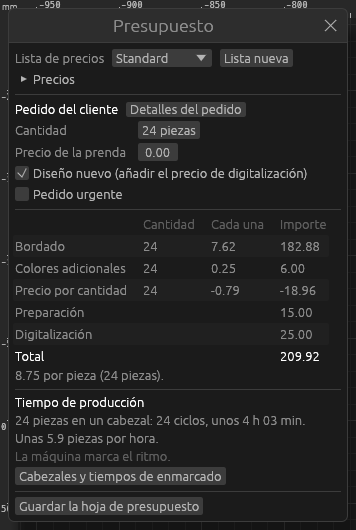 mm
-950
-900
-850
-800
Presupuesto
Lista de precios Standard Lista nueva
Precios
Pedido del cliente Detalles del pedido
Cantidad 24 piezas
Precio de la prenda 0.00
Diseño nuevo (añadir el precio de digitalización)
Pedido urgente
Cantidad Cada una Importe
Bordado 24 7.62 182.88
Colores adicionales 24 0.25 6.00
Precio por cantidad 24 -0.79 -18.96
Preparación 15.00
Digitalización 25.00
Total 209.92
8.75 por pieza (24 piezas).
Tiempo de producción
24 piezas en un cabezal: 24 ciclos, unos 4 h 03 min.
Unas 5.9 piezas por hora.
La máquina marca el ritmo.
Cabezales y tiempos de enmarcado
Guardar la hoja de presupuesto